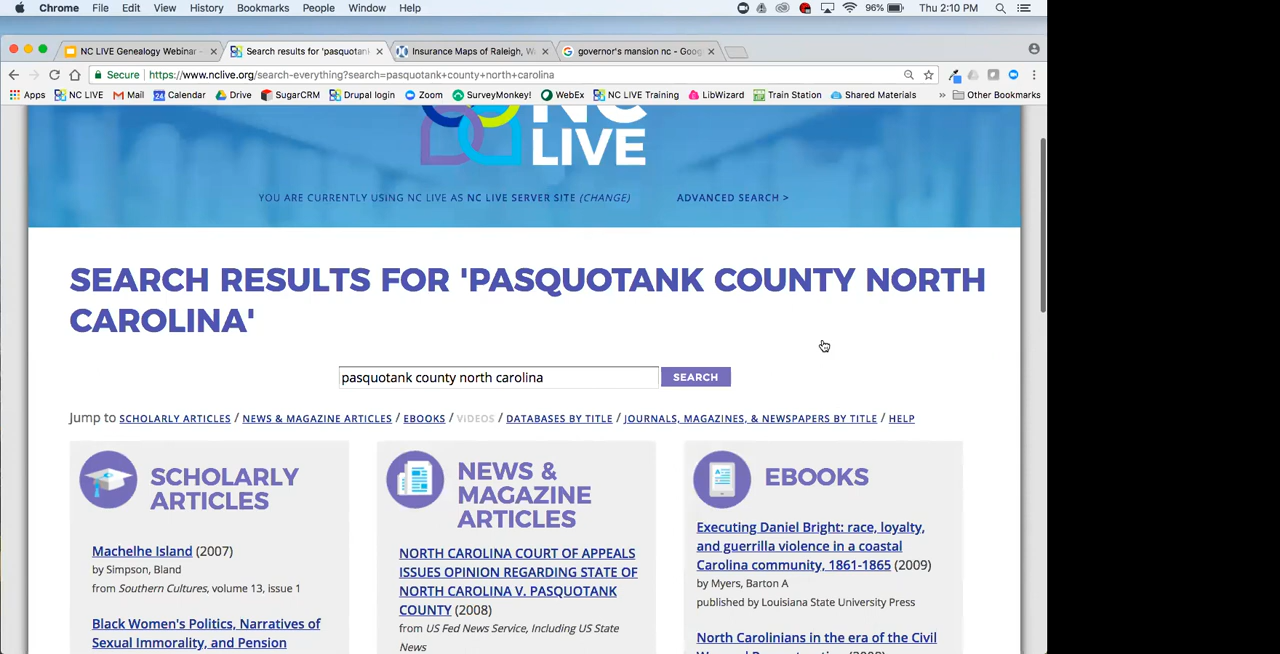 Chrome File Edit View History Bookmarks People Window Help 96% Thu 2:10 PM
NC LIVE Genealogy Webinar - Search results for 'pasquotan Insurance Maps of Raleigh, W governor's mansion nc - Goog
Secure https://www.nclive.org/search-everything?search=pasquotank+county+north+carolina
Apps NC LIVE Mail Calendar Drive SugarCRM Drupal login Zoom SurveyMonkey! WebEx NC LIVE Training LibWizard Train Station Shared Materials » Other Bookmarks
NC
LIVE
YOU ARE CURRENTLY USING NC LIVE AS NC LIVE SERVER SITE (CHANGE) ADVANCED SEARCH >
SEARCH RESULTS FOR 'PASQUOTANK COUNTY NORTH
CAROLINA'
pasquotank county north carolina SEARCH
Jump to SCHOLARLY ARTICLES / NEWS & MAGAZINE ARTICLES / EBOOKS / VIDEOS / DATABASES BY TITLE / JOURNALS, MAGAZINES, & NEWSPAPERS BY TITLE / HELP
SCHOLARLY
ARTICLES
Machelhe Island (2007)
by Simpson, Bland
from Southern Cultures, volume 13, issue 1
Black Women's Politics, Narratives of
Sexual Immorality, and Pension
NEWS &
MAGAZINE
ARTICLES
NORTH CAROLINA COURT OF APPEALS
ISSUES OPINION REGARDING STATE OF
NORTH CAROLINA V. PASQUOTANK
COUNTY (2008)
from US Fed News Service, Including US State
News
EBOOKS
Executing Daniel Bright: race, loyalty,
and guerrilla violence in a coastal
Carolina community, 1861-1865 (2009)
by Myers, Barton A
published by Louisiana State University Press
North Carolinians in the era of the Civil